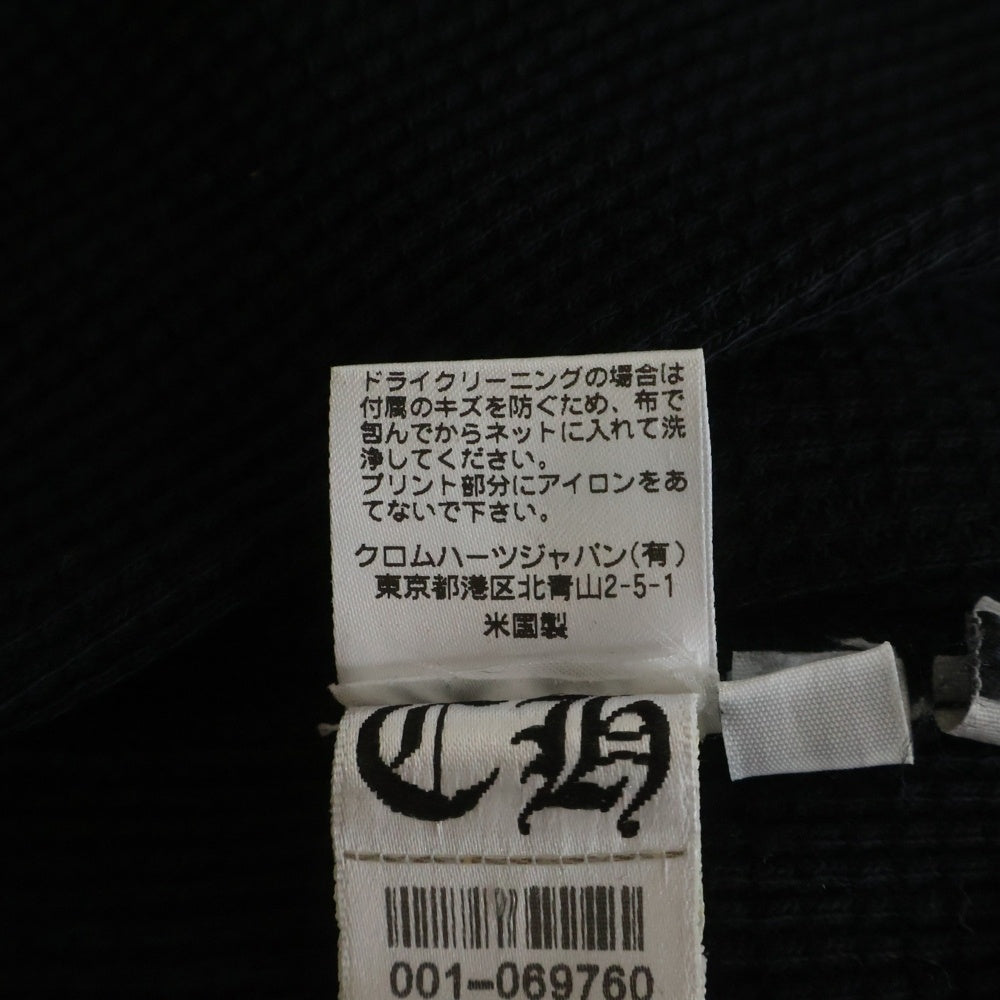 ドライクリーニングの場合は
付属のキズを防ぐため、布で
包んでからネットに入れて洗
浄してください。
プリント部分にアイロンをあ
てないで下さい。
クロムハーツジャパン(有)
東京都港区北青山2-5-1
米国製
CH
001-069760